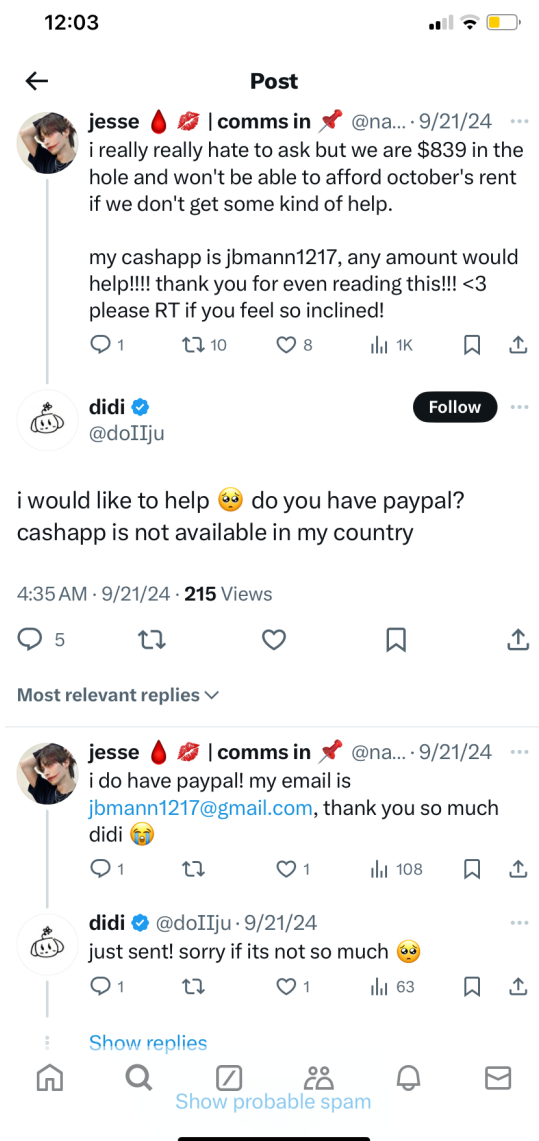 12:03
Post
jesse 🩸 💋 | comms in 📌 @na... · 9/21/24
i really really hate to ask but we are $839 in the
hole and won't be able to afford october's rent
if we don't get some kind of help.
my cashapp is jbmann1217, any amount would
help!!!! thank you for even reading this!!! <3
please RT if you feel so inclined!
1 10 8 1K
didi
Follow
@doIIju
i would like to help 🥺 do you have paypal?
cashapp is not available in my country
4:35 AM · 9/21/24 · 215 Views
5
Most relevant replies
jesse 🩸 💋 | comms in 📌 @na... · 9/21/24
i do have paypal! my email is
jbmann1217@gmail.com, thank you so much
didi 😭
1 1 108
didi @doIIju · 9/21/24
just sent! sorry if its not so much 🥺
1 1 63
Show replies
Show probable spam